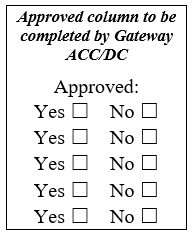 Approved column to be
completed by Gateway
ACC/DC
Approved:
Yes ☐ No ☐
Yes ☐ No ☐
Yes ☐ No ☐
Yes ☐ No ☐
Yes ☐ No ☐